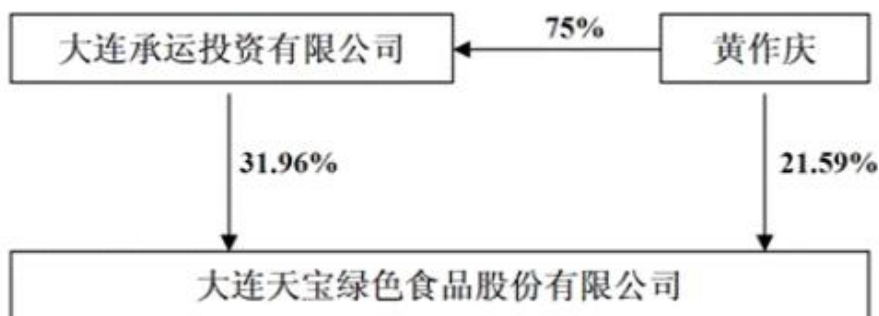 大连承运投资有限公司
75%
黄作庆
31.96%
21.59%
大连天宝绿色食品股份有限公司